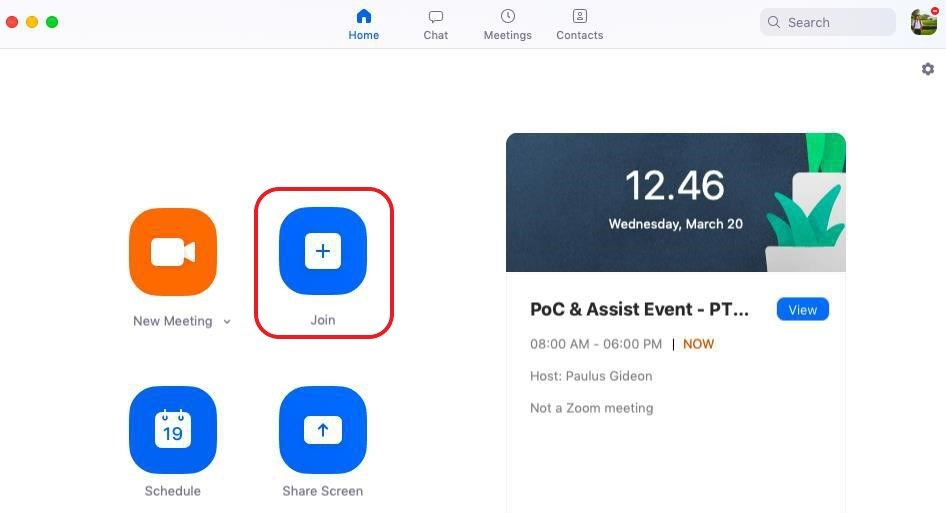 Home
Chat
Meetings
Contacts
Search
12.46
Wednesday, March 20
New Meeting
Join
PoC & Assist Event - PT...
View
08:00 AM - 06:00 PM | NOW
Host: Paulus Gideon
Not a Zoom meeting
19
Schedule
Share Screen